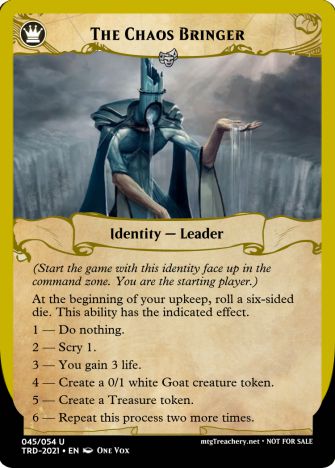 THE CHAOS BRINGER
Identity — Leader
(Start the game with this identity face up in the
command zone. You are the starting player.)
At the beginning of your upkeep, roll a six-sided
die. This ability has the indicated effect.
1 — Do nothing.
2 — Scry 1.
3 — You gain 3 life.
4 — Create a 0/1 white Goat creature token.
5 — Create a Treasure token.
6 — Repeat this process two more times.
045/054 U
TRD-2021 • EN ONE VOX
mtgTreachery.net • NOT FOR SALE